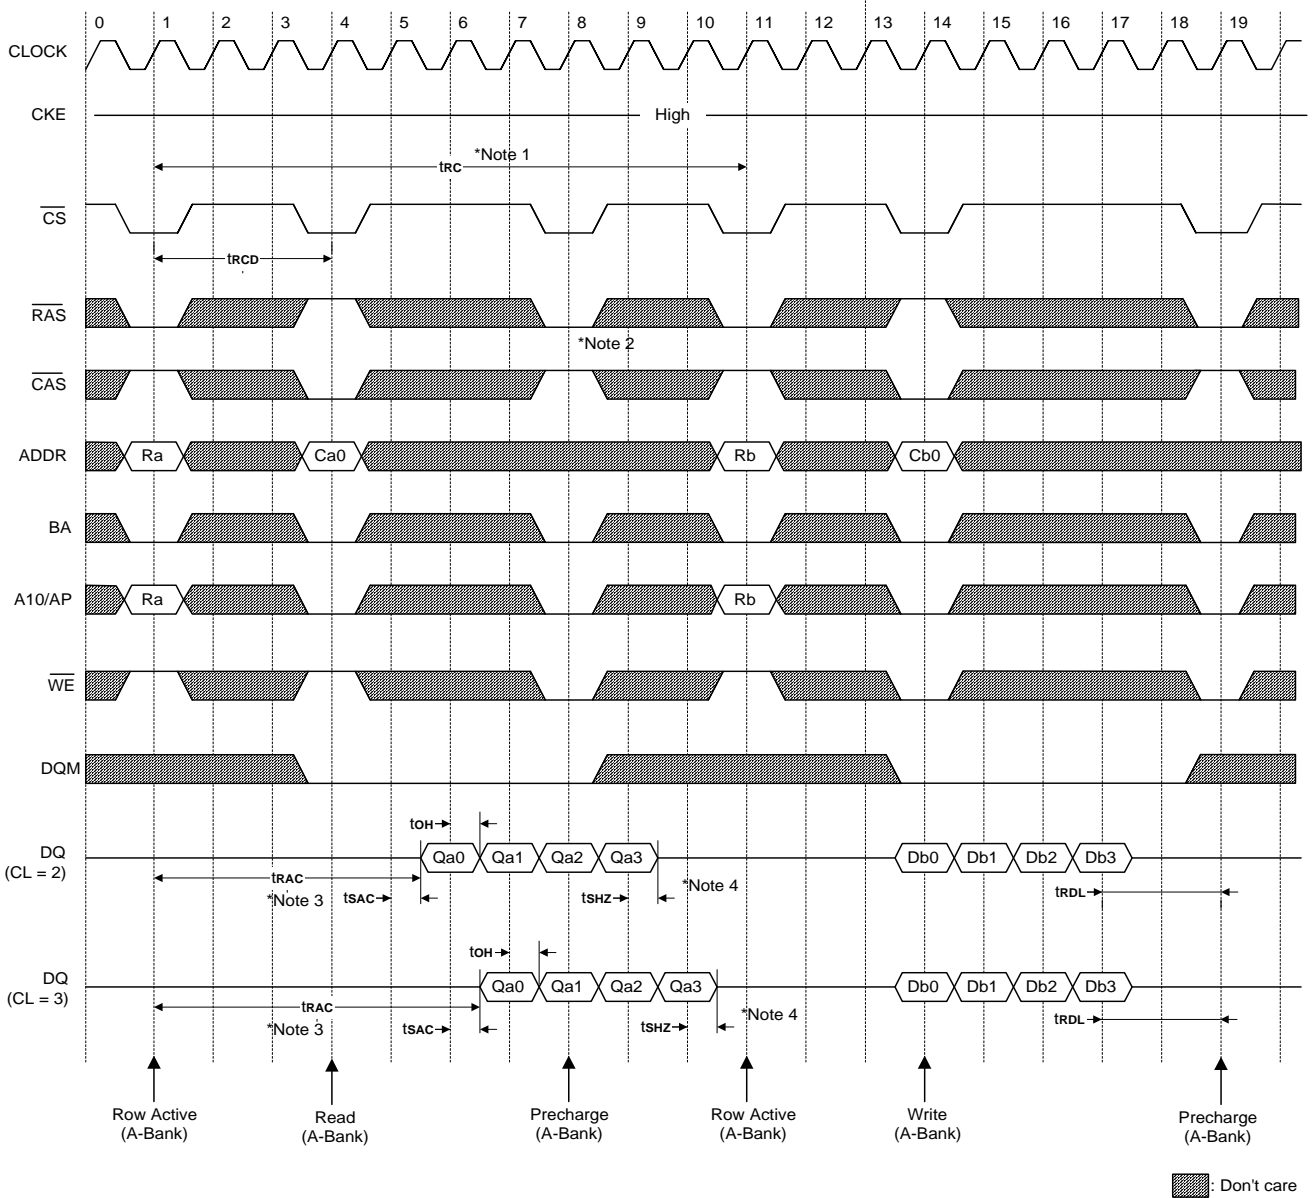 0 1 2 3 4 5 6 7 8 9 10 11 12 13 14 15 16 17 18 19
CLOCK
CKE High
*Note 1
tRC
CS
tRCD
RAS
*Note 2
CAS
ADDR Ra Ca0 Rb Cb0
BA
A10/AP Ra Rb
WE
DQM
tOH
DQ
(CL = 2)
Qa0 Qa1 Qa2 Qa3 Db0 Db1 Db2 Db3
tRAC
*Note 3
tSAC
tSHZ
*Note 4
tRDL
tOH
DQ
(CL = 3)
Qa0 Qa1 Qa2 Qa3 Db0 Db1 Db2 Db3
tRAC
*Note 3
tSAC
tSHZ
*Note 4
tRDL
Row Active
(A-Bank)
Read
(A-Bank)
Precharge
(A-Bank)
Row Active
(A-Bank)
Write
(A-Bank)
Precharge
(A-Bank)
: Don't care